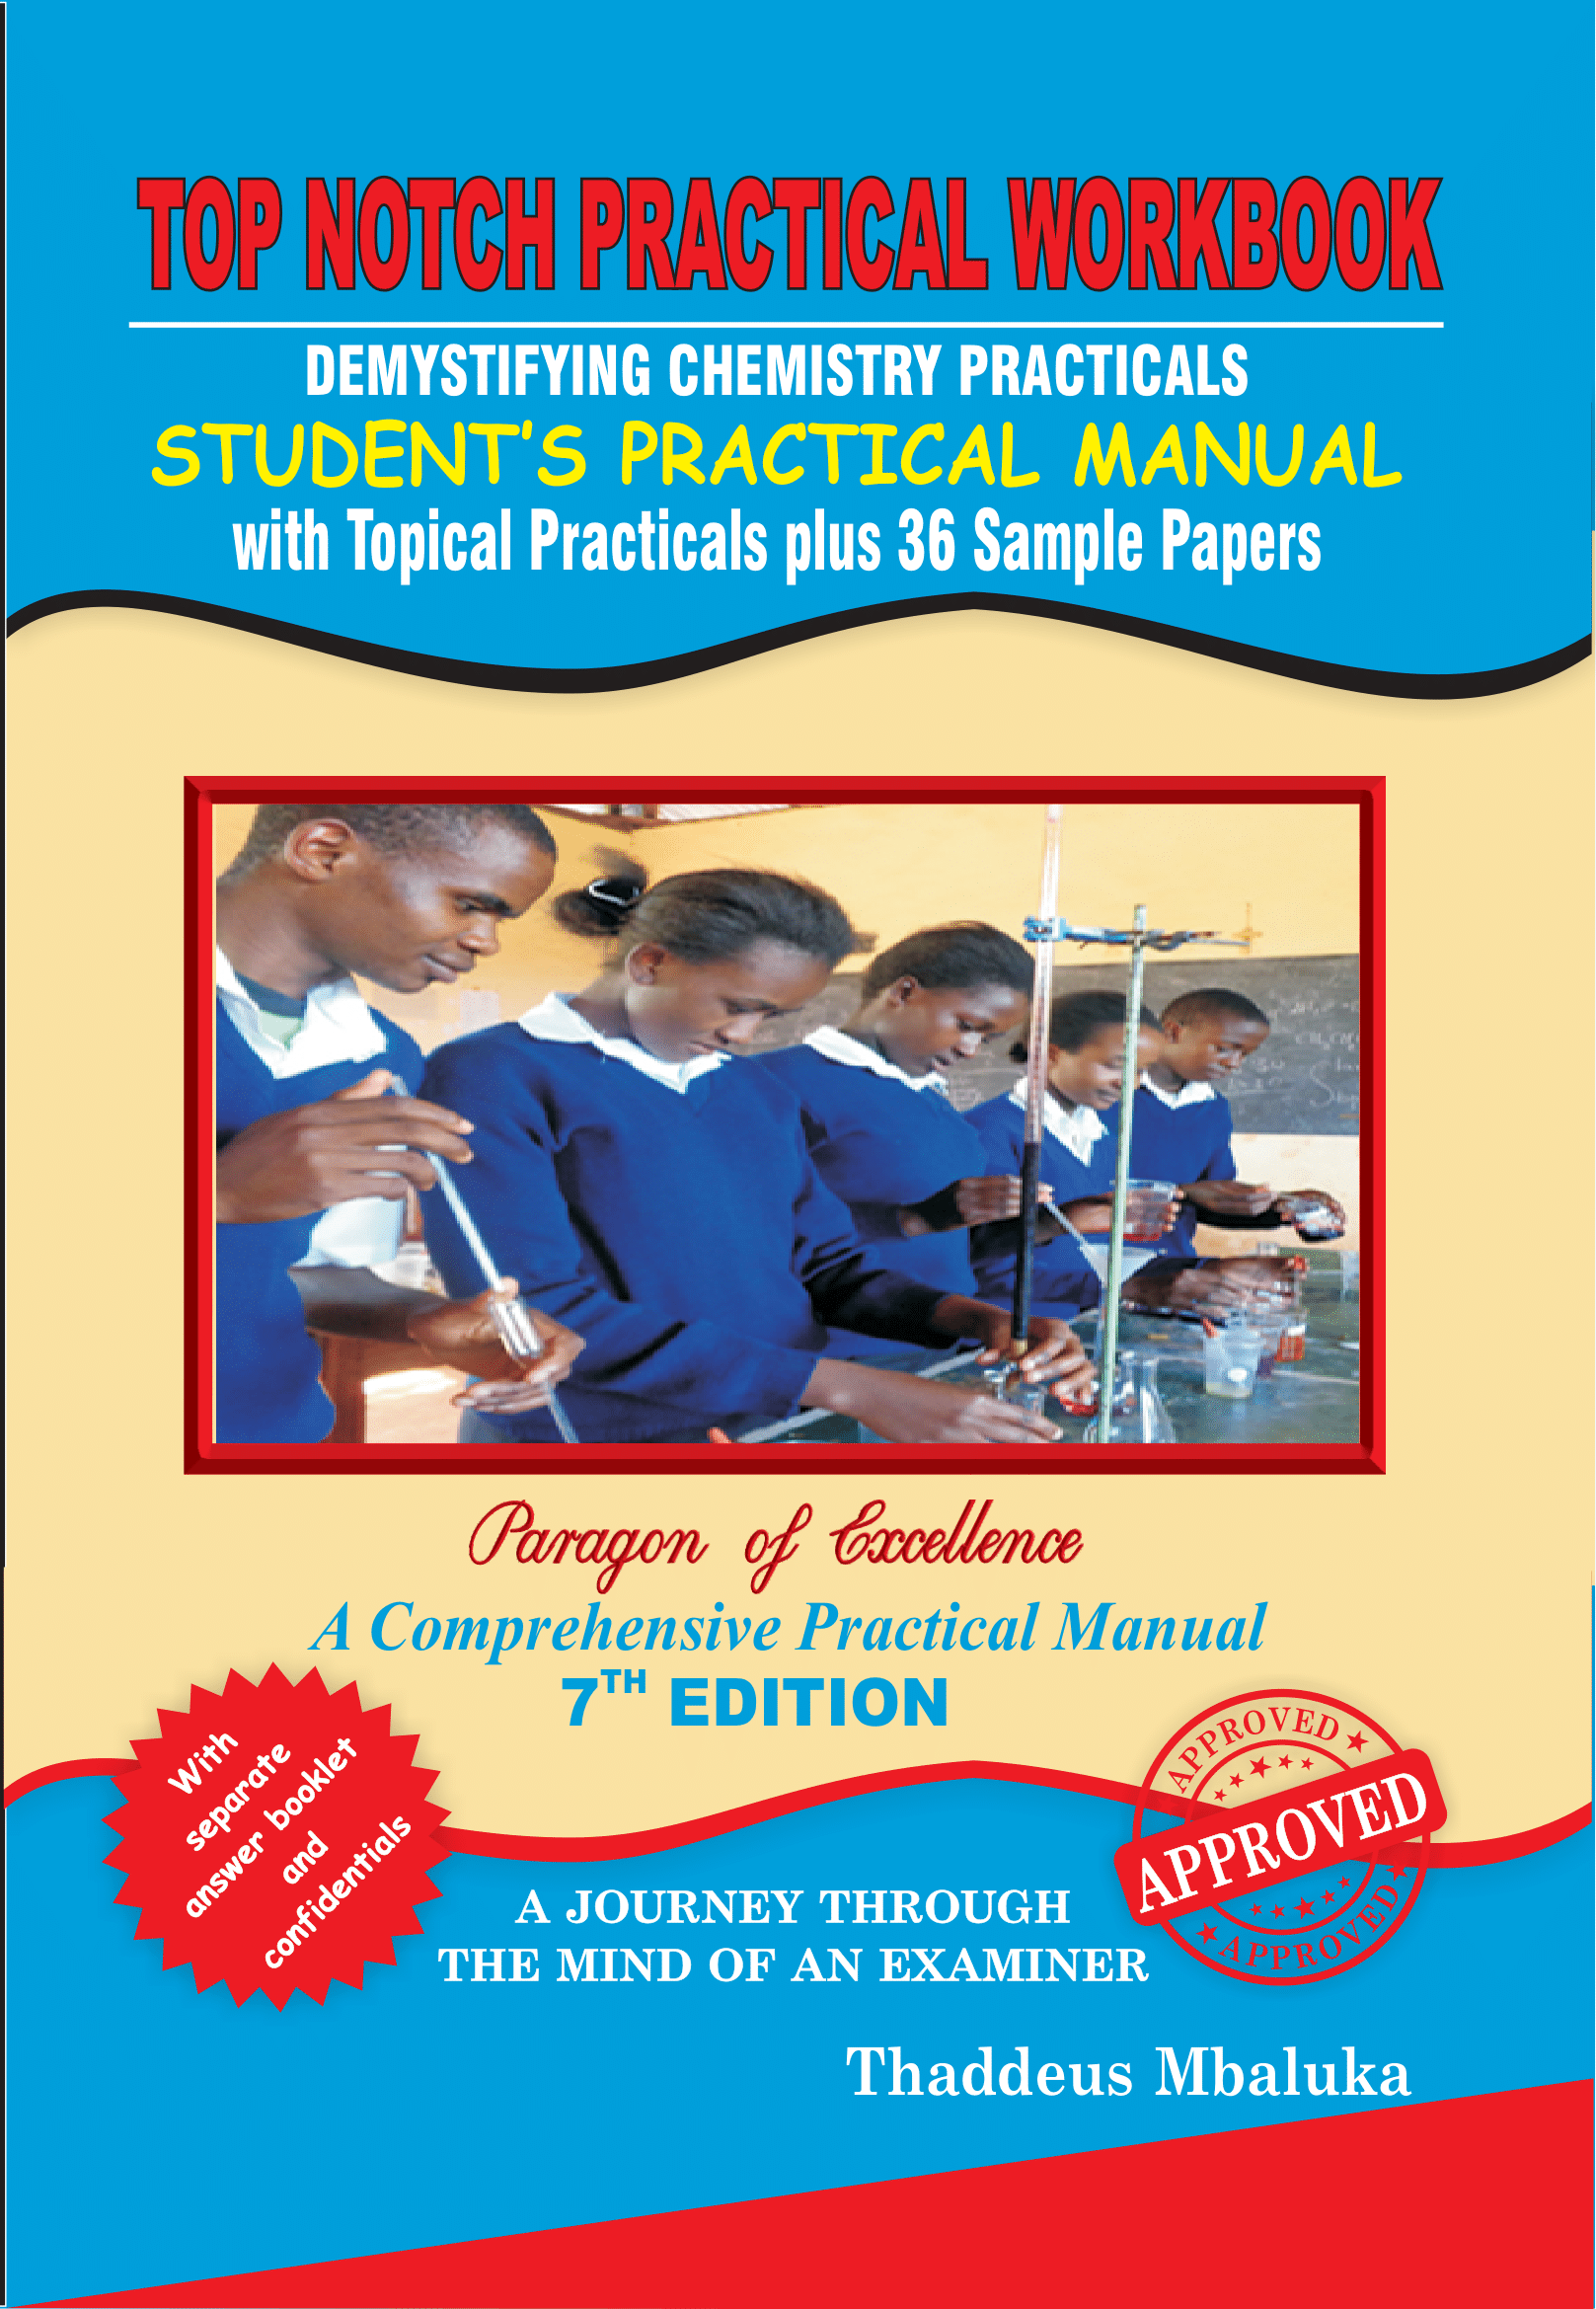 TOP NOTCH PRACTICAL WORKBOOK
DEMYSTIFYING CHEMISTRY PRACTICALS
STUDENT'S PRACTICAL MANUAL
with Topical Practicals plus 36 Sample Papers
Paragon of Excellence
A Comprehensive Practical Manual
7TH EDITION
With
separate
answer booklet
and
confidentials
APPROVED
APPROVED
APPROVED
A JOURNEY THROUGH
THE MIND OF AN EXAMINER
Thaddeus Mbaluka